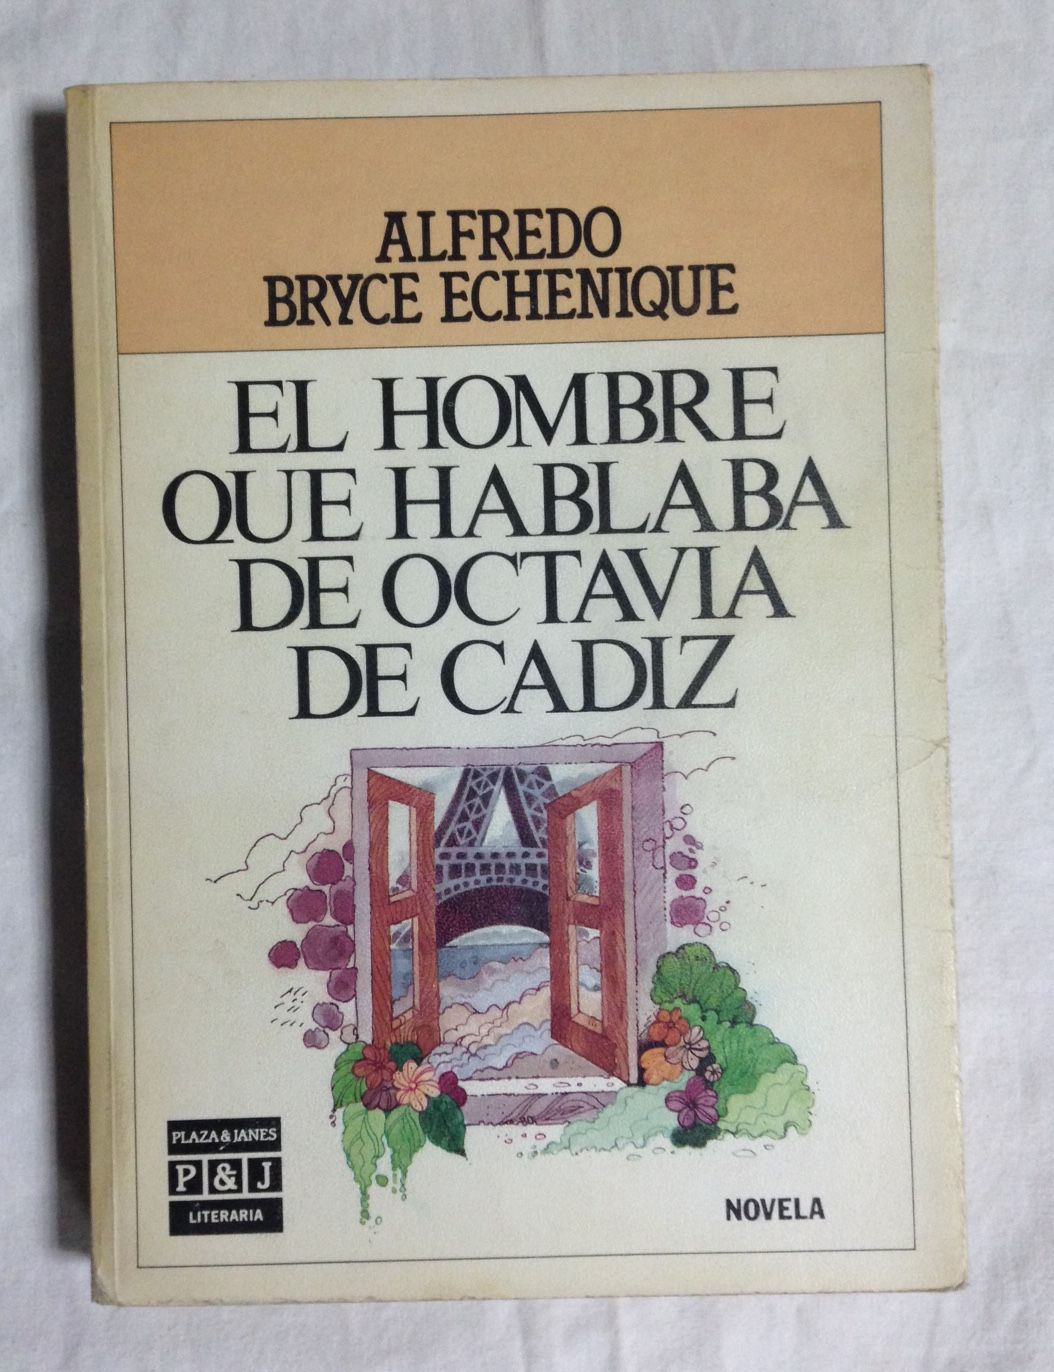 ALFREDO
BRYCE ECHENIQUE
EL HOMBRE
QUE HABLABA
DE OCTAVIA
DE CADIZ
PLAZA & JANES
P & J
LITERARIA
NOVELA